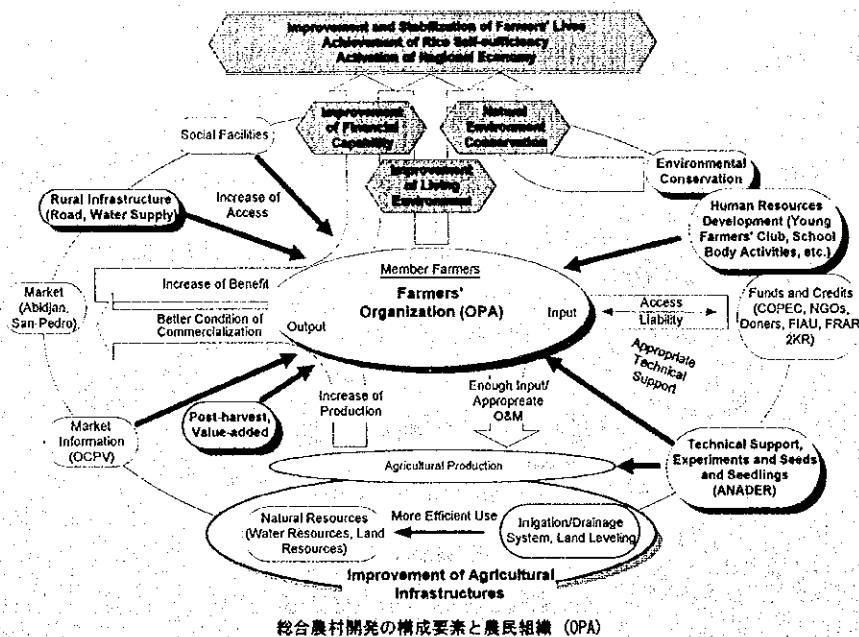 Improvement and Stabilization of Farmers' Lives
Achievement of Rice Self-sufficiency
Activation of Regional Economy
Improvement
of Financial
Capability
Natural
Environment
Conservation
Improvement
of Living
Environment
Social Facilities
Environmental
Conservation
Rural Infrastructure
(Road, Water Supply)
Increase of
Access
Human Resources
Development (Young
Farmers' Club, School
Body Activities, etc.)
Market
(Abidjan,
San-Pedro)
Increase of Benefit
Better Condition of
Commercialization
Member Farmers
Farmers'
Organization (OPA)
Output
Input
Access
Liability
Funds and Credits
(COPEC, NGOs,
Doners, FIAU, FRAR,
2KR)
Appropriate
Technical
Support
Market
Information
(OCPV)
Post-harvest,
Value-added
Increase of
Production
Enough Input/
Appropreate
O&M
Technical Support,
Experiments and Seeds
and Seedlings
(ANADER)
Agricultural Production
Natural Resources
(Water Resources, Land
Resources)
More Efficient Use
Irrigation/Drainage
System, Land Leveling
Improvement of Agricultural
Infrastructures
総合農村開発の構成要素と農民組織 (OPA)